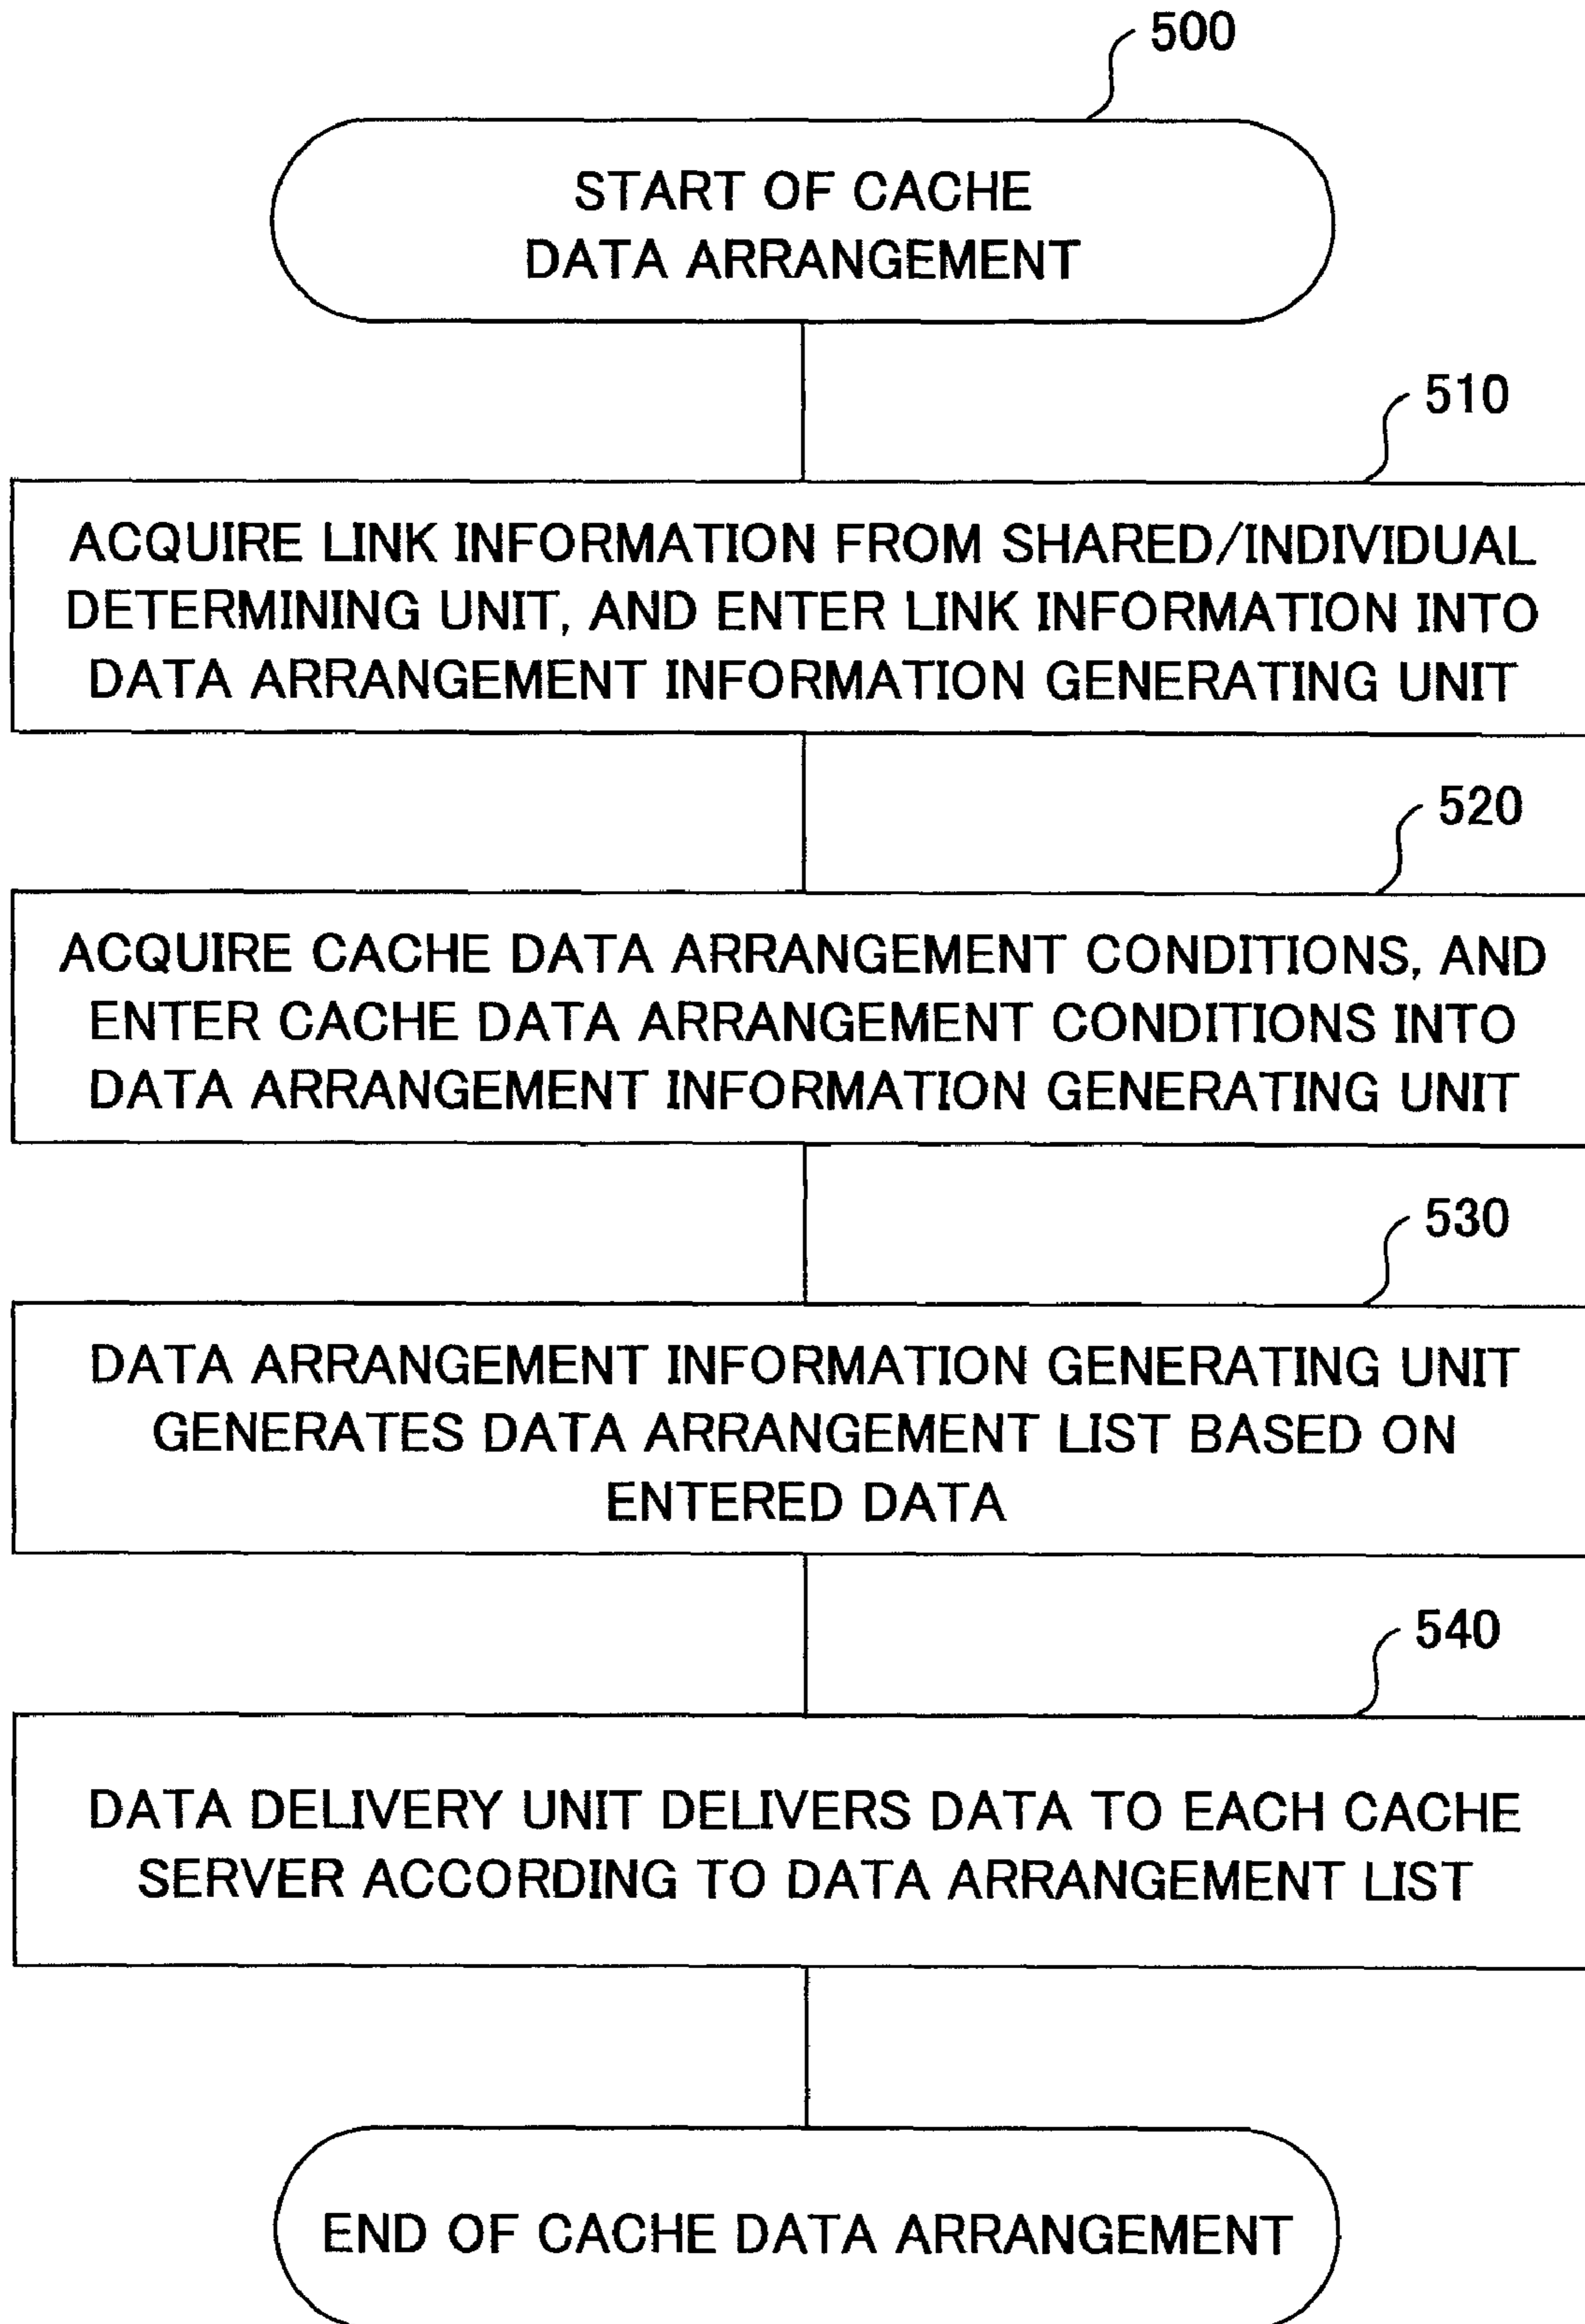 500
START OF CACHE
DATA ARRANGEMENT
510
ACQUIRE LINK INFORMATION FROM SHARED/INDIVIDUAL
DETERMINING UNIT, AND ENTER LINK INFORMATION INTO
DATA ARRANGEMENT INFORMATION GENERATING UNIT
520
ACQUIRE CACHE DATA ARRANGEMENT CONDITIONS, AND
ENTER CACHE DATA ARRANGEMENT CONDITIONS INTO
DATA ARRANGEMENT INFORMATION GENERATING UNIT
530
DATA ARRANGEMENT INFORMATION GENERATING UNIT
GENERATES DATA ARRANGEMENT LIST BASED ON
ENTERED DATA
540
DATA DELIVERY UNIT DELIVERS DATA TO EACH CACHE
SERVER ACCORDING TO DATA ARRANGEMENT LIST
END OF CACHE DATA ARRANGEMENT